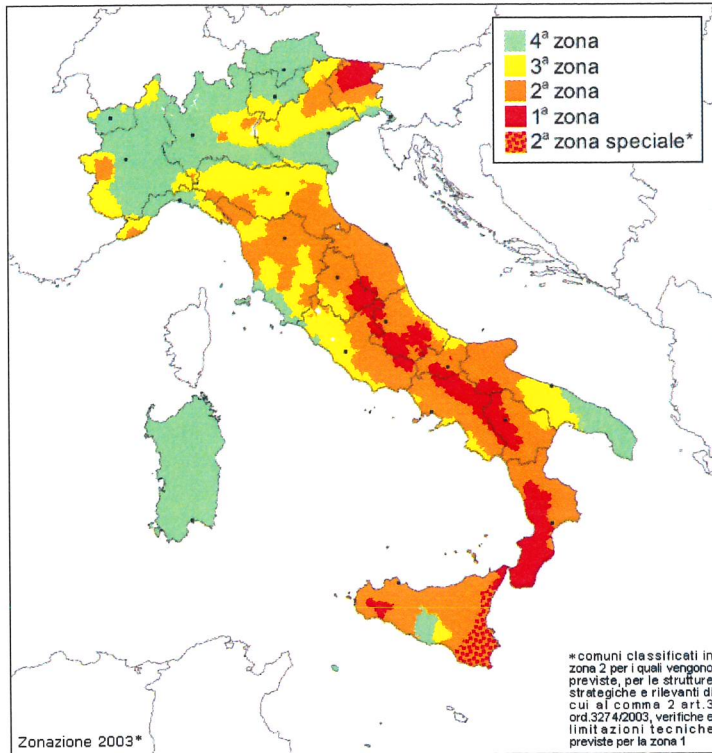 4ª zona
3ª zona
2ª zona
1ª zona
2ª zona speciale*
*comuni classificati in
zona 2 per i quali vengono
previste, per le strutture
strategiche e rilevanti di
cui al comma 2 art.3
ord.3274/2003, verifiche e
limitazioni tecniche
previste per la zona 1
Zonazione 2003*